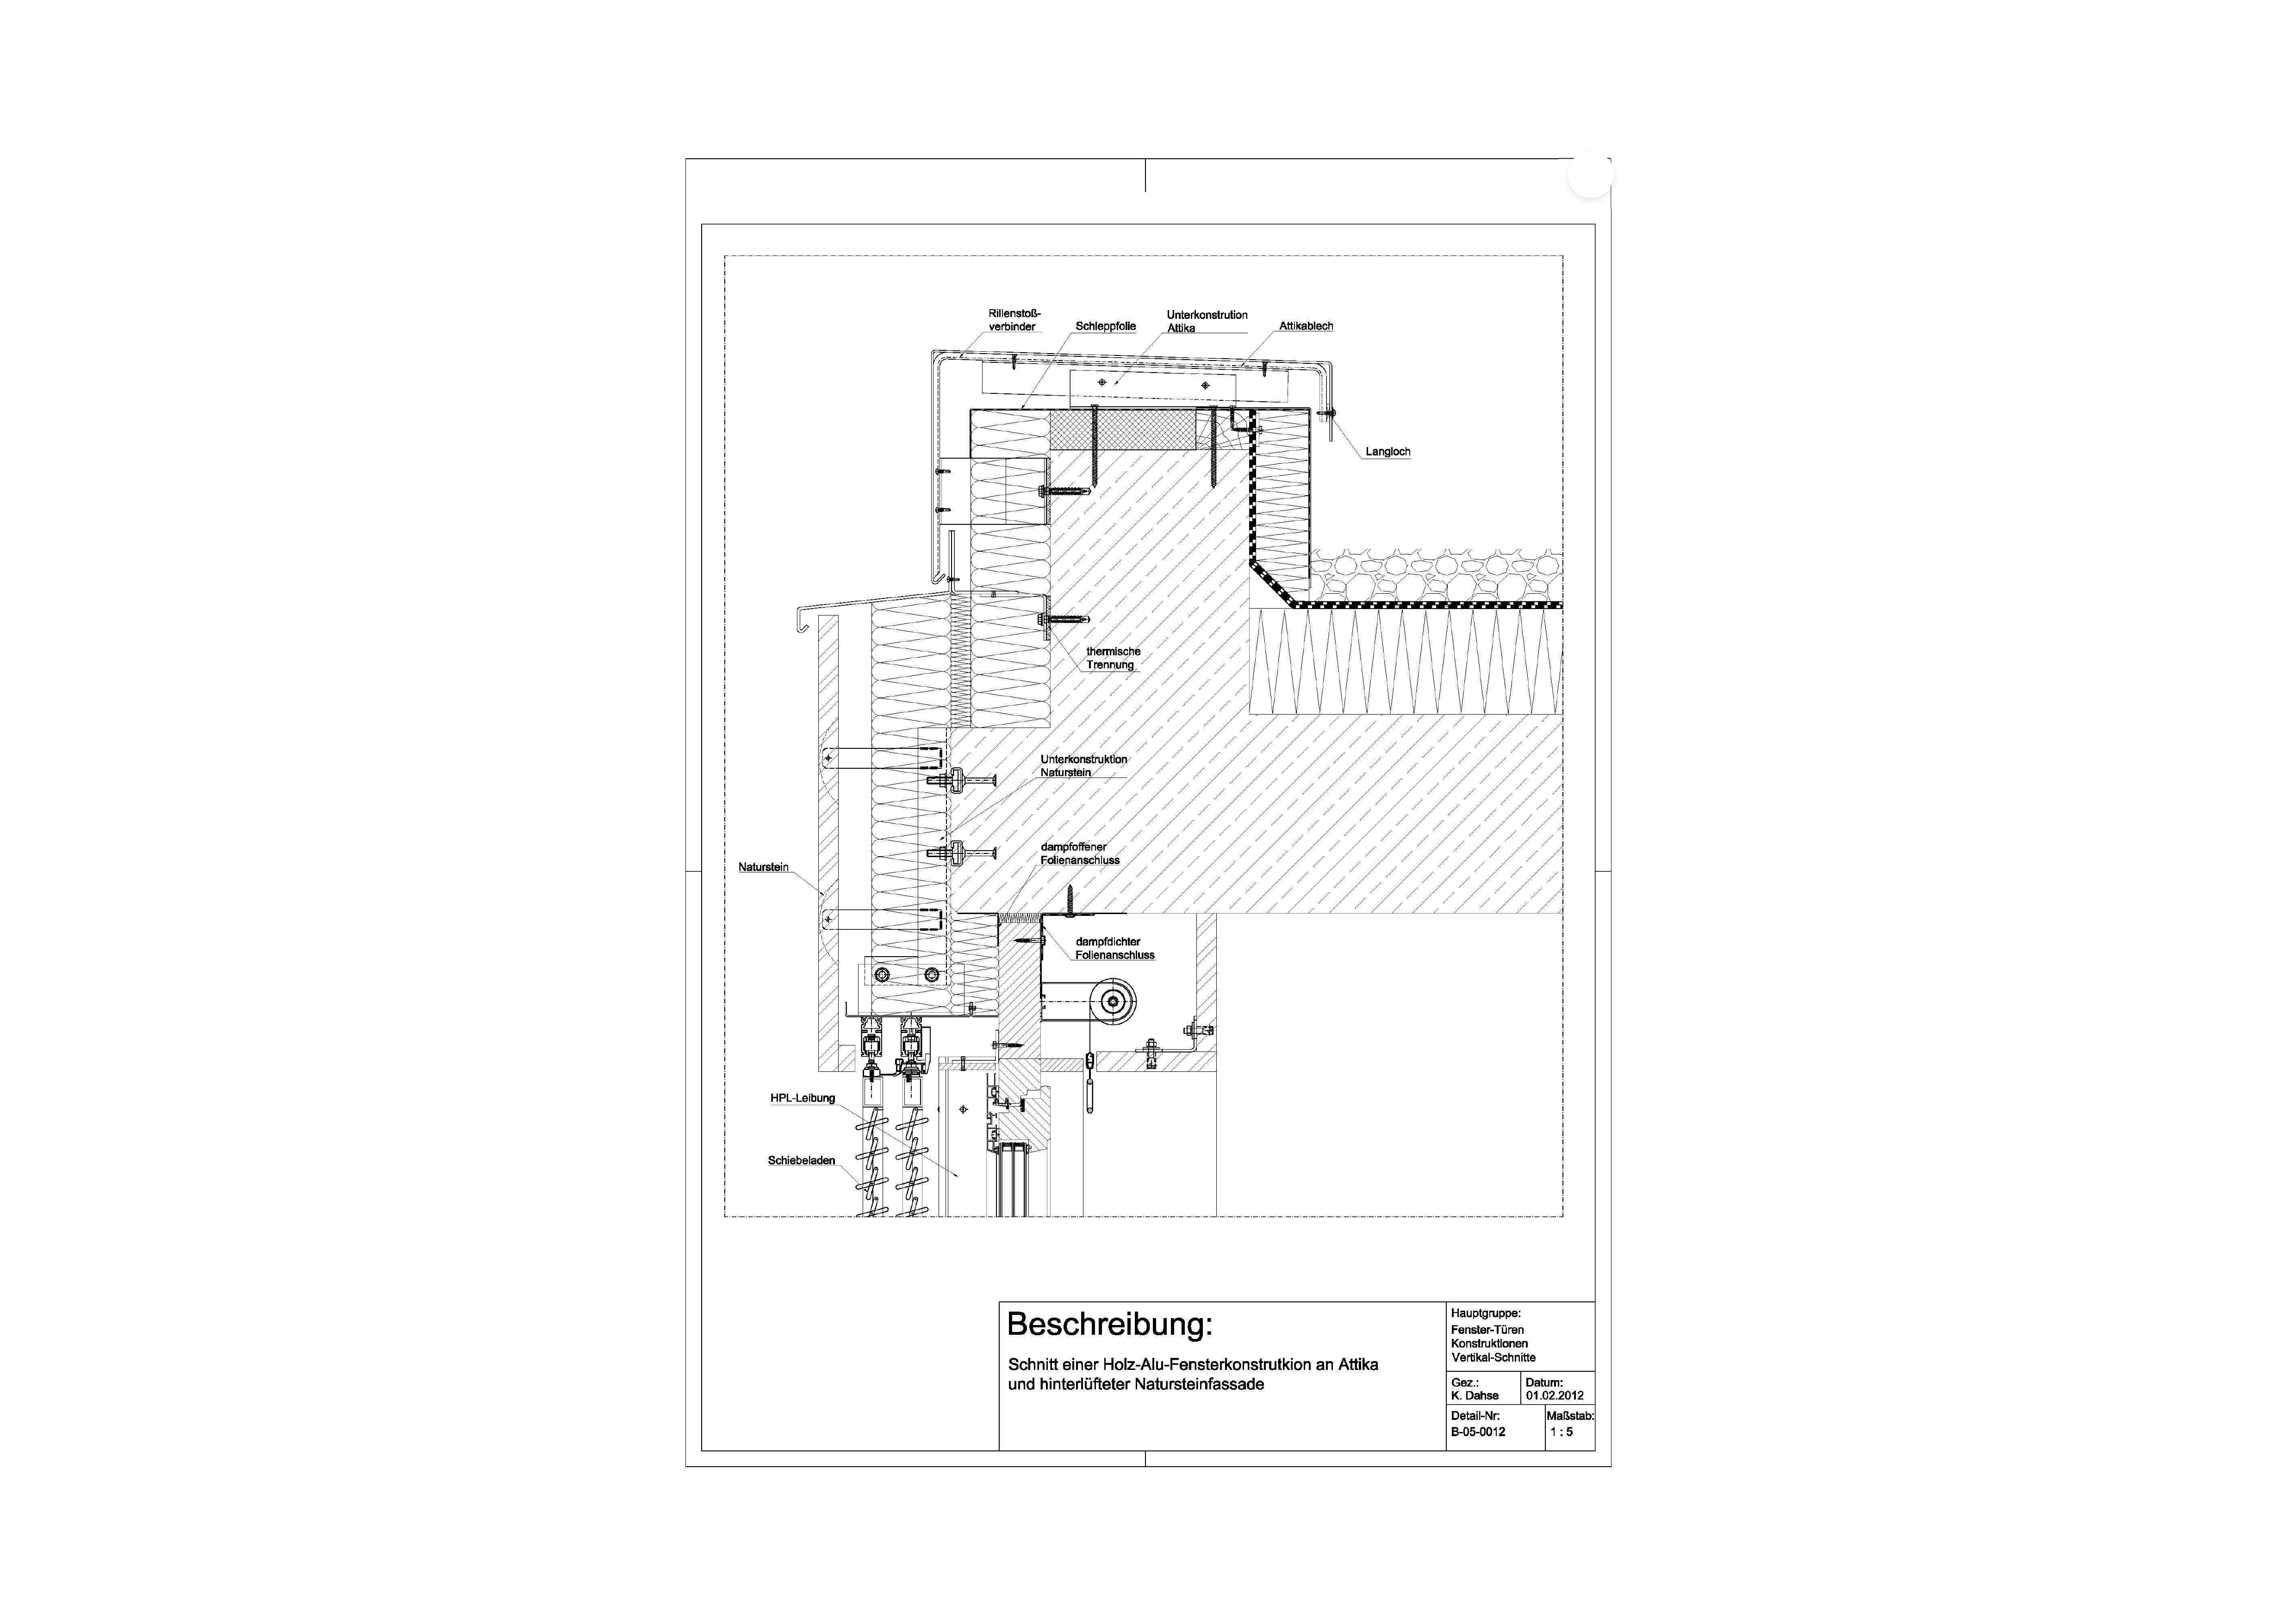 Rillenstoß-
verbinder
Schleppfolie
Unterkonstrution
Attika
Attikablech
Langloch
thermische
Trennung
Unterkonstruktion
Naturstein
dampfoffener
Folienanschluss
Naturstein
dampfdichter
Folienanschluss
HPL-Leibung
Schiebeladen
Beschreibung:
Schnitt einer Holz-Alu-Fensterkonstrutkion an Attika
und hinterlüfteter Natursteinfassade
Hauptgruppe:
Fenster-Türen
Konstruktionen
Vertikal-Schnitte
Gez.:
K. Dahse
Datum:
01.02.2012
Detail-Nr:
B-05-0012
Maßstab:
1 : 5